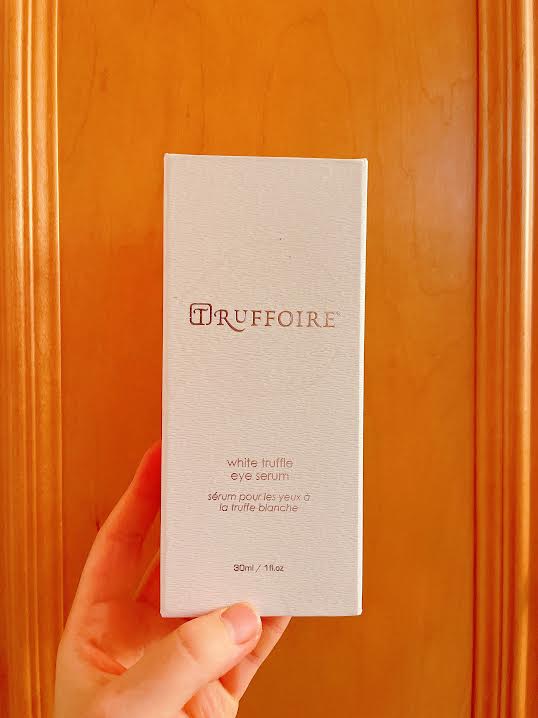 TRUFFOIRE
white truffle
eye serum
sérum pour les yeux à
la truffe blanche
30ml / 1fl.oz